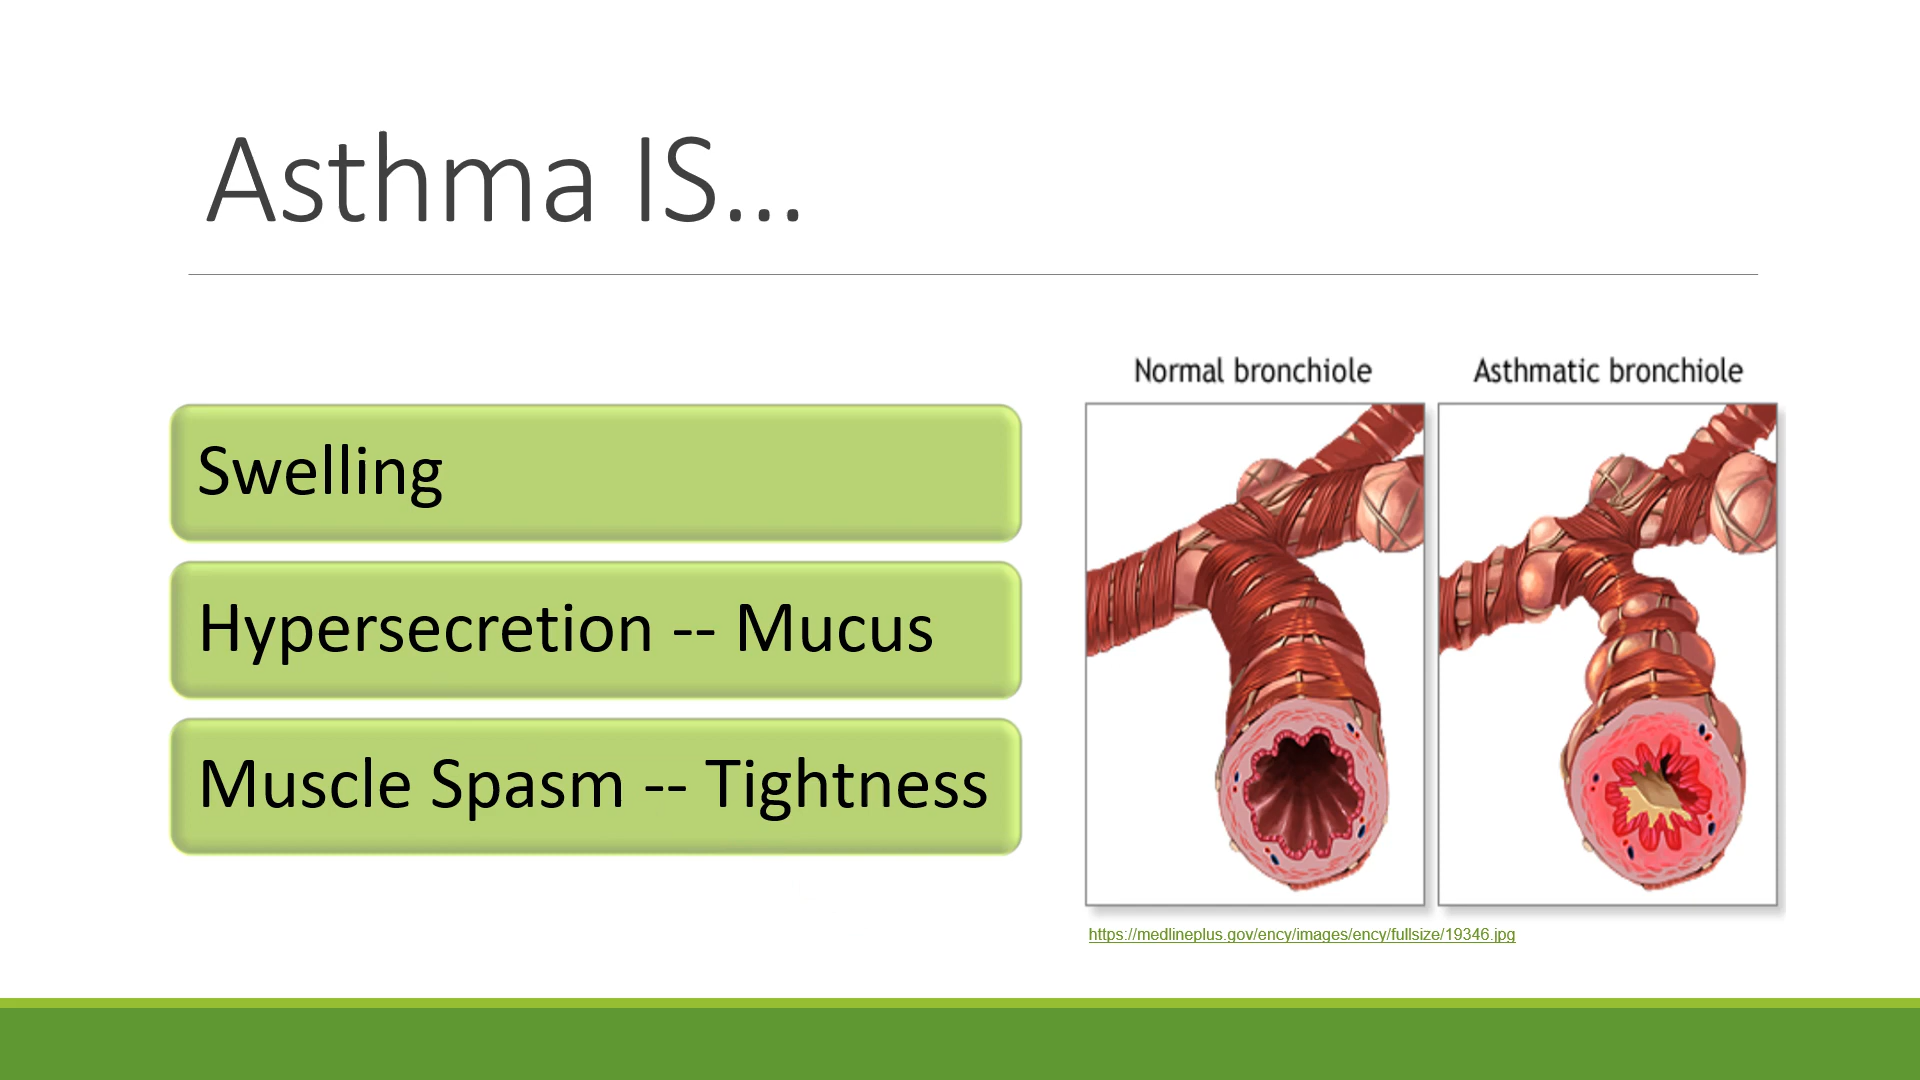 Asthma IS...
Swelling
Hypersecretion -- Mucus
Muscle Spasm -- Tightness
Normal bronchiole
Asthmatic bronchiole
https://medlineplus.gov/ency/images/ency/fullsize/19346.jpg